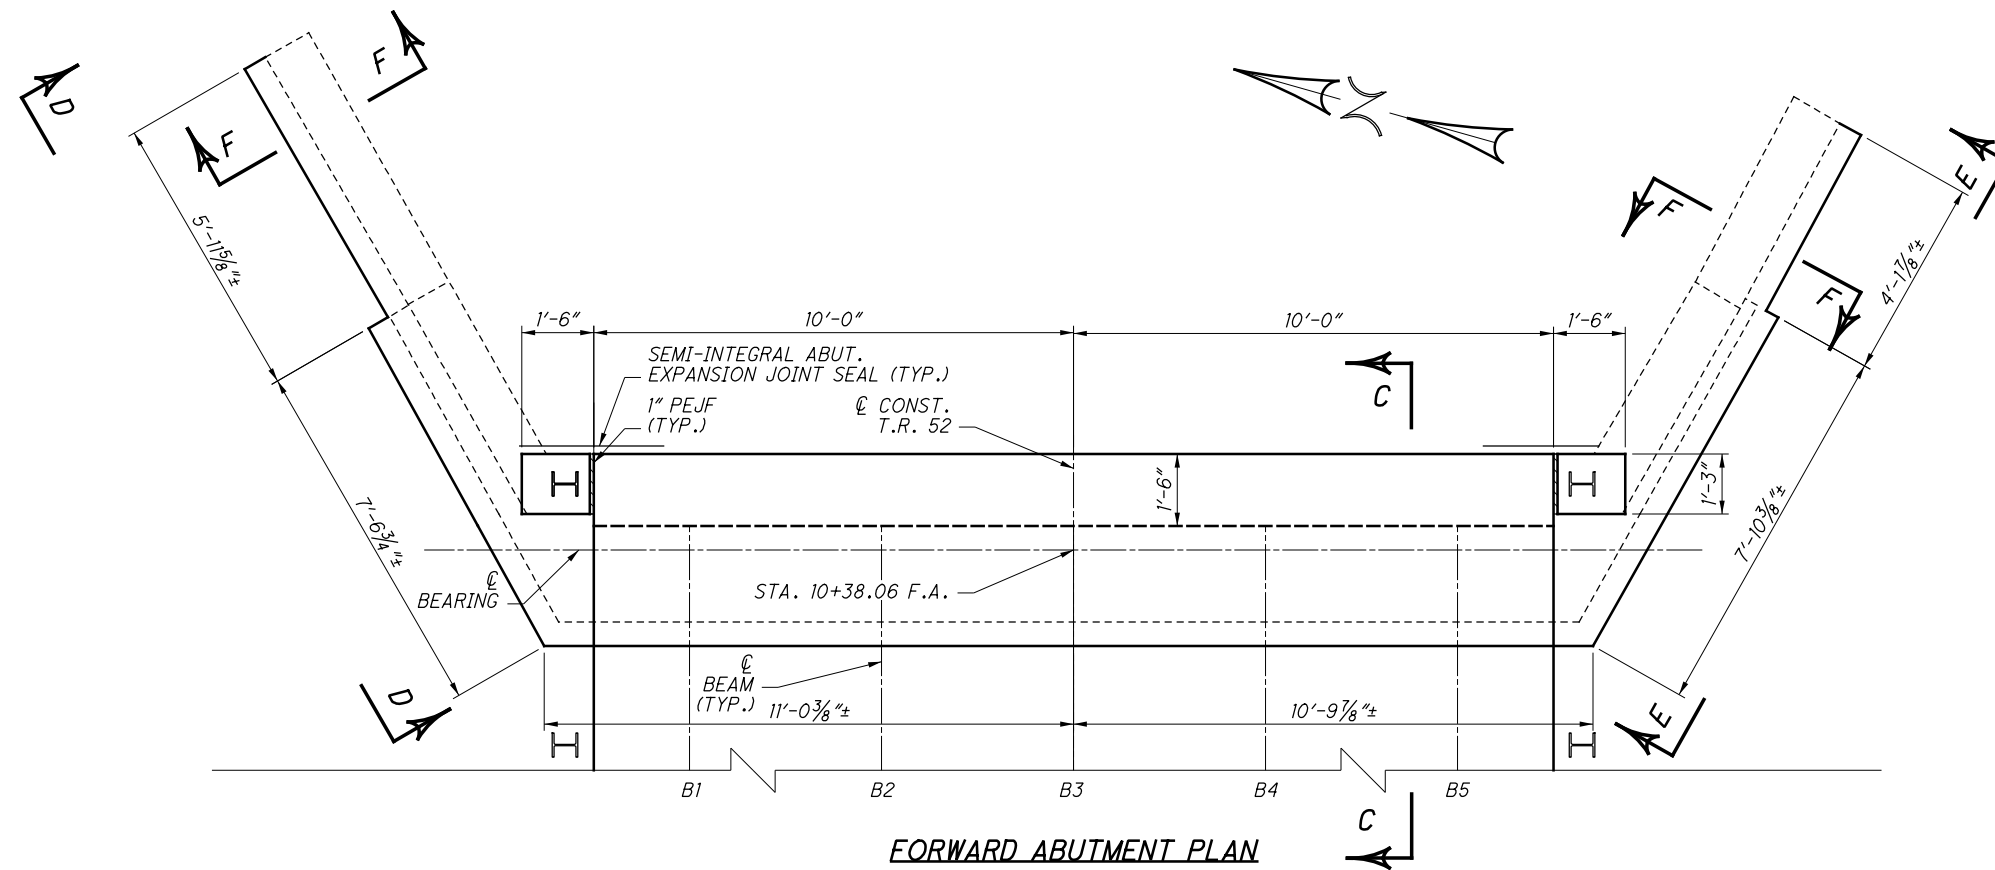 F
D
F
E
F
F
5'-11⅝"±
4'-1⅞"±
1'-6"
10'-0"
10'-0"
1'-6"
SEMI-INTEGRAL ABUT.
EXPANSION JOINT SEAL (TYP.)
1" PEJF
(TYP.)
℄ CONST.
T.R. 52
C
1'-6"
1'-3"
7'-6¾"±
7'-10⅜"±
℄
BEARING
STA. 10+38.06 F.A.
℄
BEAM
(TYP.)
D
11'-0⅜"±
10'-9⅞"±
E
B1
B2
B3
B4
B5
C
FORWARD ABUTMENT PLAN